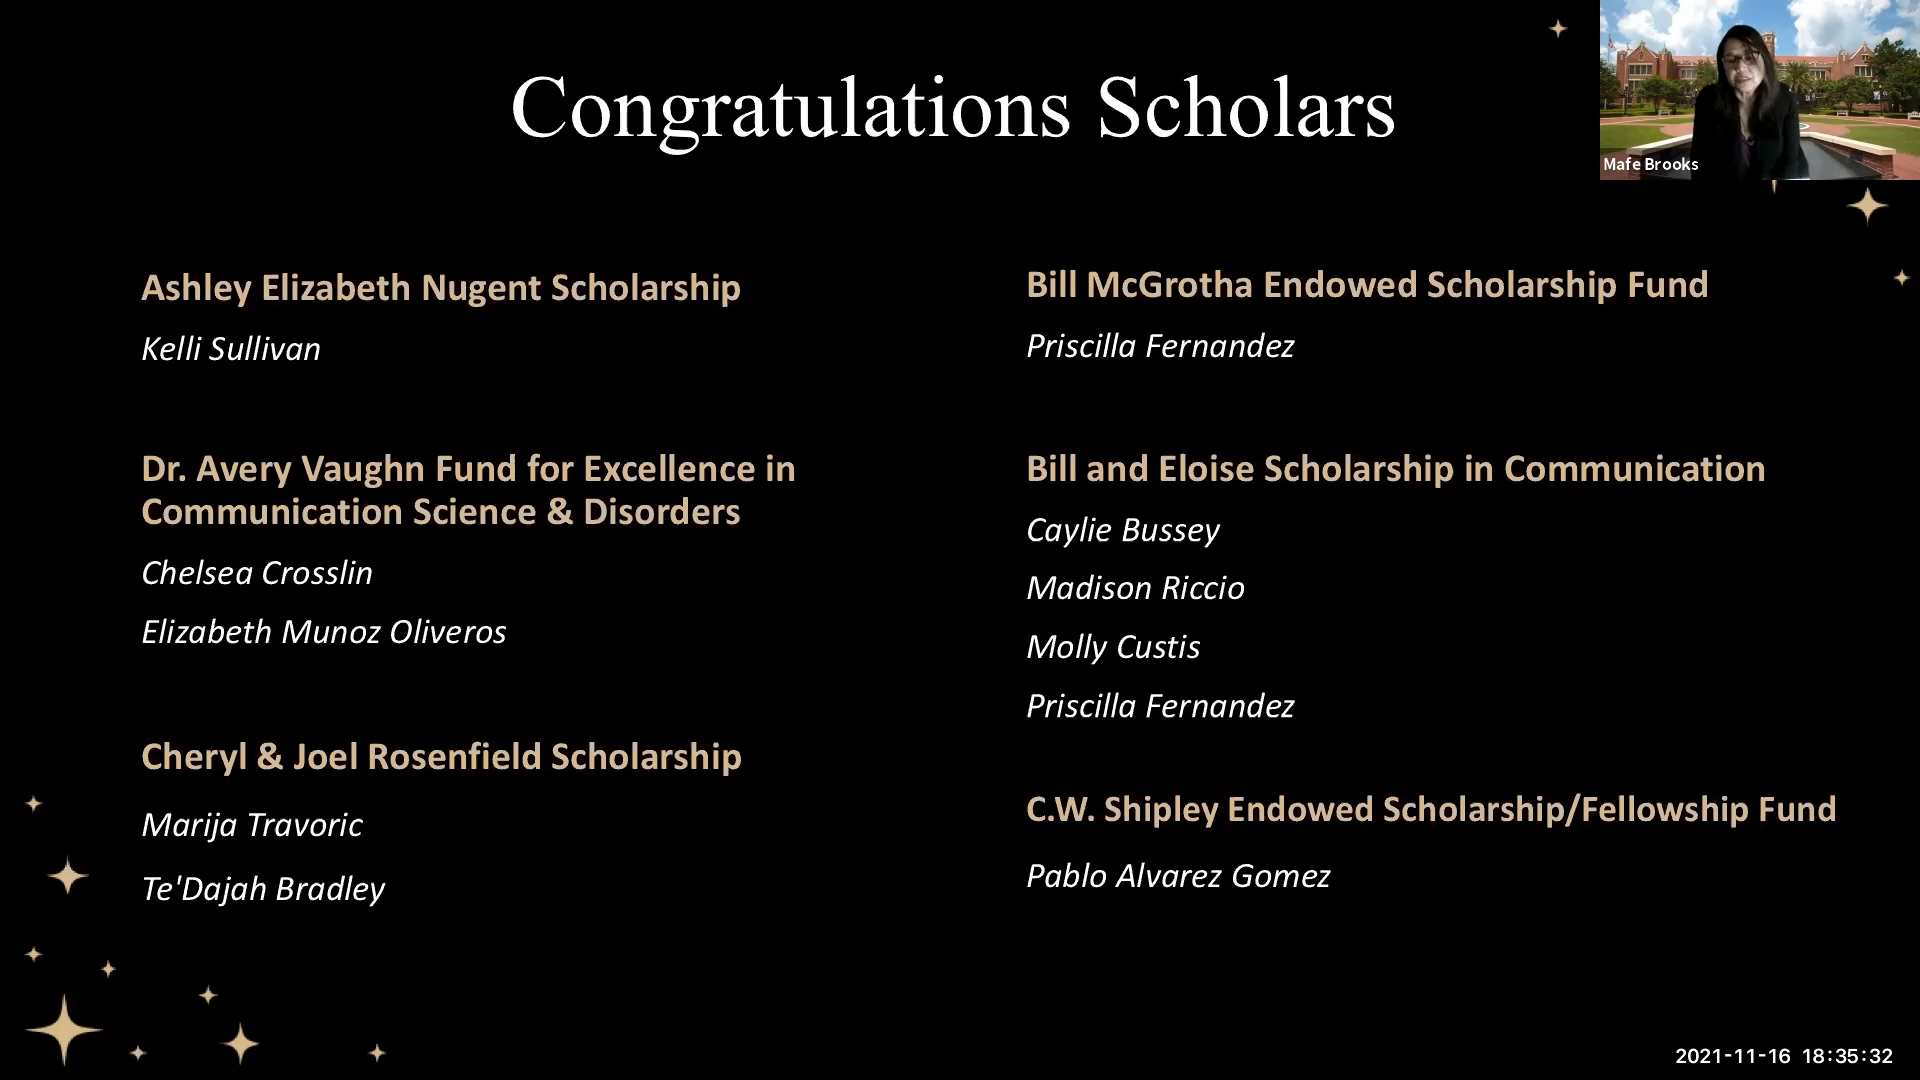 Congratulations Scholars
Mafe Brooks
Ashley Elizabeth Nugent Scholarship
Kelli Sullivan
Dr. Avery Vaughn Fund for Excellence in
Communication Science & Disorders
Chelsea Crosslin
Elizabeth Munoz Oliveros
Cheryl & Joel Rosenfield Scholarship
Marija Travoric
Te'Dajah Bradley
Bill McGrotha Endowed Scholarship Fund
Priscilla Fernandez
Bill and Eloise Scholarship in Communication
Caylie Bussey
Madison Riccio
Molly Custis
Priscilla Fernandez
C.W. Shipley Endowed Scholarship/Fellowship Fund
Pablo Alvarez Gomez
2021-11-16 18:35:32